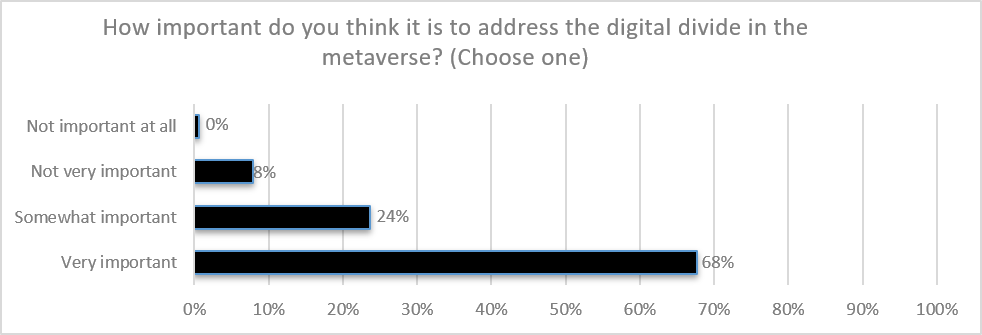 How important do you think it is to address the digital divide in the
metaverse? (Choose one)
Not important at all 0%
Not very important 8%
Somewhat important 24%
Very important 68%
0% 10% 20% 30% 40% 50% 60% 70% 80% 90% 100%